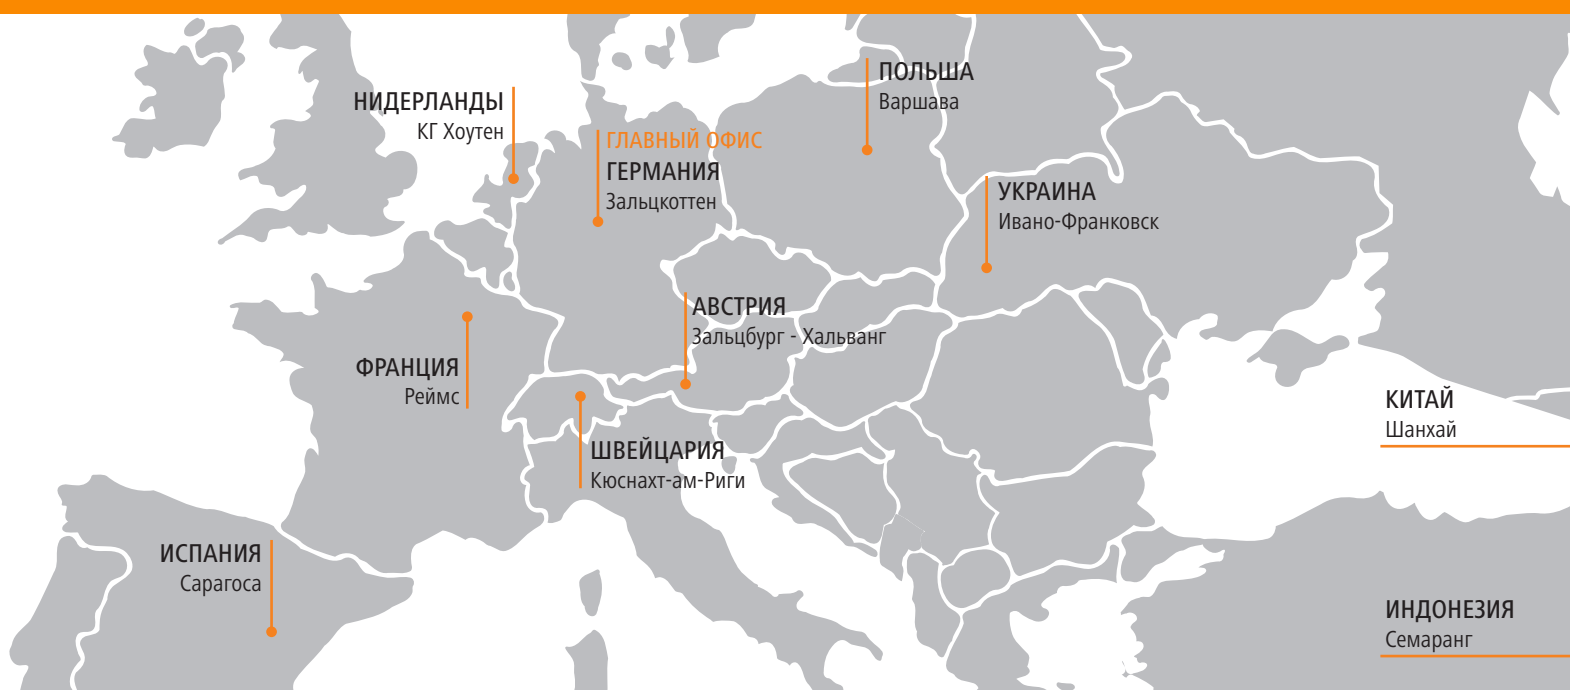 ПОЛЬША
Варшава
НИДЕРЛАНДЫ
КГ Хоутен
ГЛАВНЫЙ ОФИС
ГЕРМАНИЯ
Зальцкоттен
УКРАИНА
Ивано-Франковск
АВСТРИЯ
Зальцбург - Хальванг
ФРАНЦИЯ
Реймс
КИТАЙ
Шанхай
ШВЕЙЦАРИЯ
Кюснахт-ам-Риги
ИСПАНИЯ
Сарагоса
ИНДОНЕЗИЯ
Семаранг